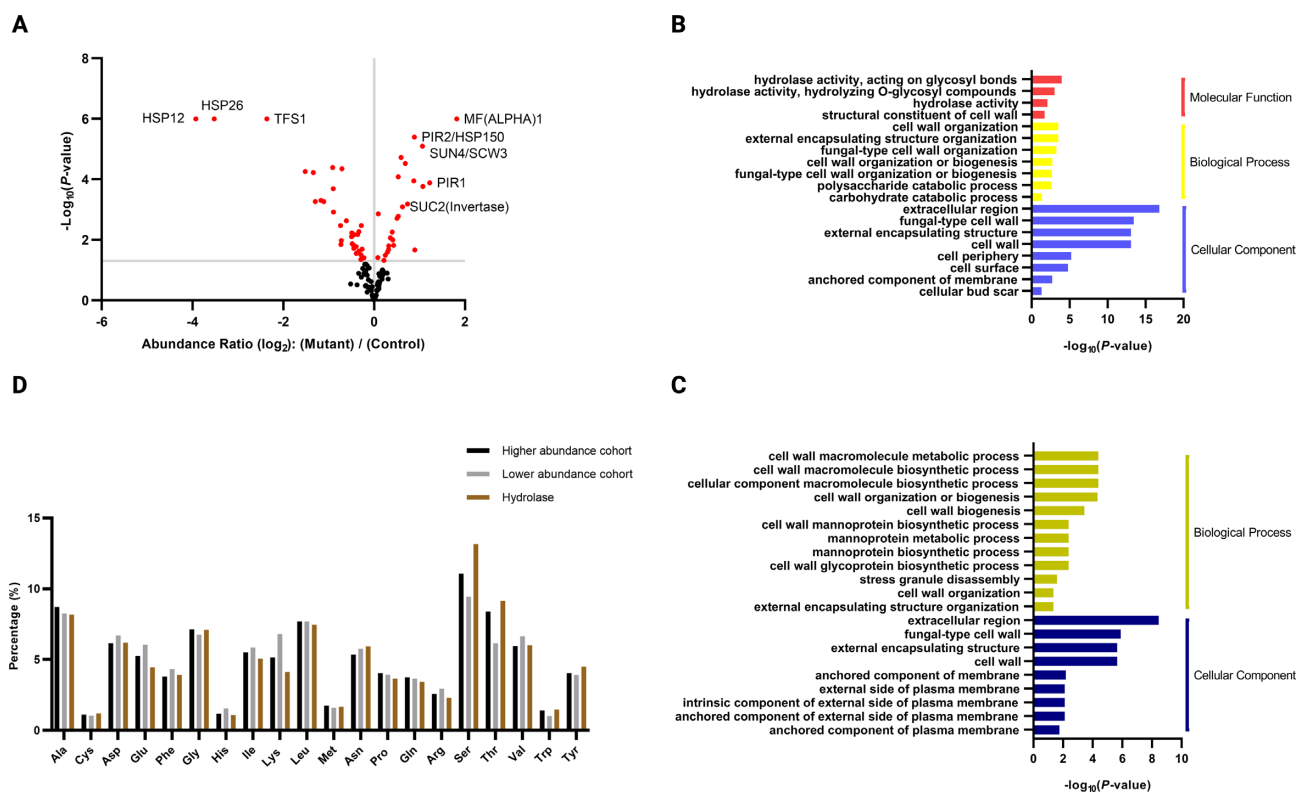 A
8
6
4
2
0
-Log10(P-value)
HSP12
HSP26
TFS1
MF(ALPHA)1
PIR2/HSP150
SUN4/SCW3
PIR1
SUC2(Invertase)
-6
-4
-2
0
2
Abundance Ratio (log2): (Mutant) / (Control)
B
hydrolase activity, acting on glycosyl bonds
hydrolase activity, hydrolyzing O-glycosyl compounds
hydrolase activity
structural constituent of cell wall
cell wall organization
external encapsulating structure organization
fungal-type cell wall organization
cell wall organization or biogenesis
fungal-type cell wall organization or biogenesis
polysaccharide catabolic process
carbohydrate catabolic process
extracellular region
fungal-type cell wall
external encapsulating structure
cell wall
cell periphery
cell surface
anchored component of membrane
cellular bud scar
Molecular Function
Biological Process
Cellular Component
0
5
10
15
20
-log10(P-value)
D
Higher abundance cohort
Lower abundance cohort
Hydrolase
15
10
5
0
Percentage (%)
Ala
Cys
Asp
Glu
Phe
Gly
His
Ile
Lys
Leu
Met
Asn
Pro
Gln
Arg
Ser
Thr
Val
Trp
Tyr
C
cell wall macromolecule metabolic process
cell wall macromolecule biosynthetic process
cellular component macromolecule biosynthetic process
cell wall organization or biogenesis
cell wall biogenesis
cell wall mannoprotein biosynthetic process
mannoprotein metabolic process
mannoprotein biosynthetic process
cell wall glycoprotein biosynthetic process
stress granule disassembly
cell wall organization
external encapsulating structure organization
extracellular region
fungal-type cell wall
external encapsulating structure
cell wall
anchored component of membrane
external side of plasma membrane
intrinsic component of external side of plasma membrane
anchored component of external side of plasma membrane
anchored component of plasma membrane
Biological Process
Cellular Component
0
2
4
6
8
10
-log10(P-value)